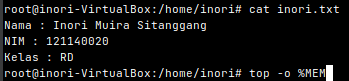 root@inori-VirtualBox:/home/inori# cat inori.txt
Nama : Inori Muira Sitanggang
NIM : 121140020
Kelas : RD
root@inori-VirtualBox:/home/inori# top -o %MEM